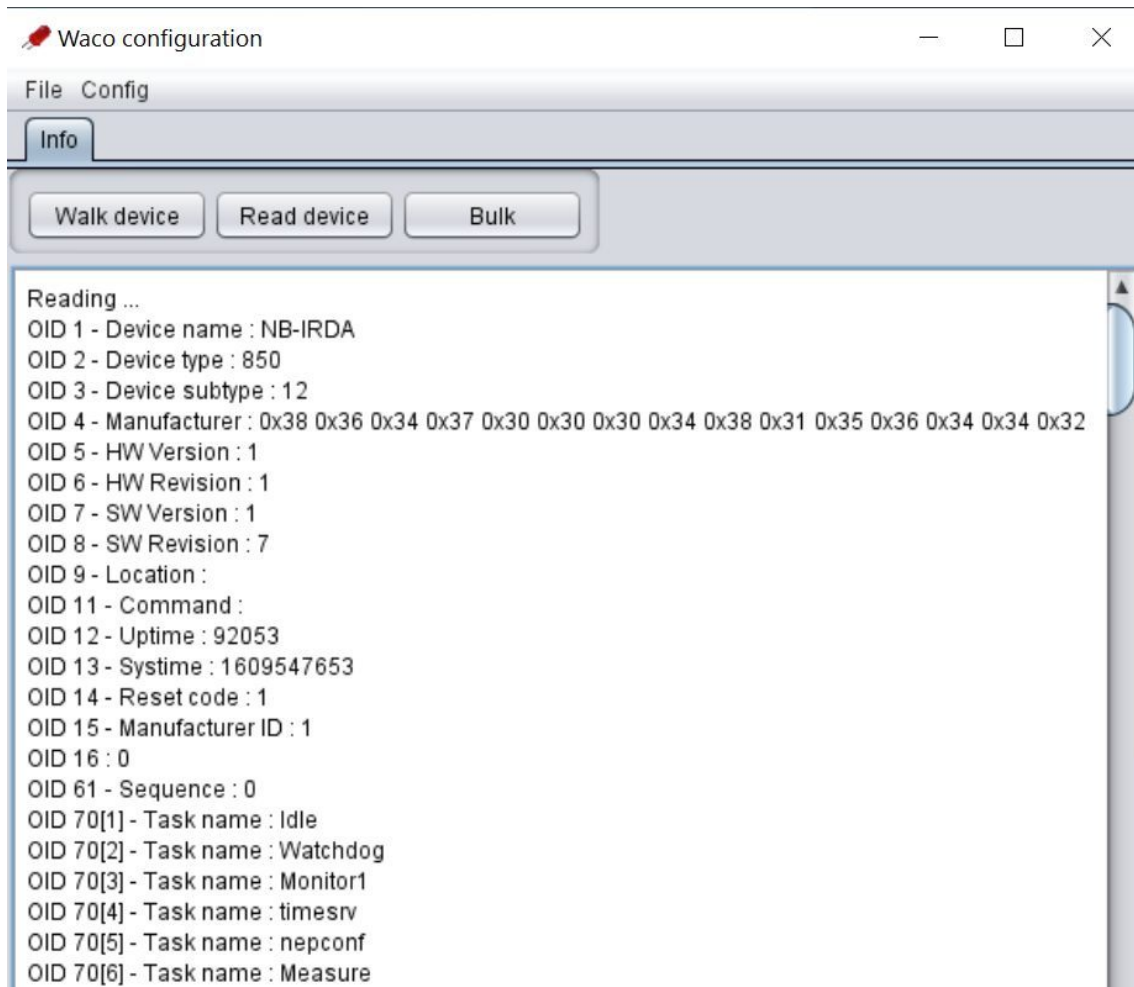 Waco configuration
File Config
Info
Walk device Read device Bulk
Reading ...
OID 1 - Device name : NB-IRDA
OID 2 - Device type : 850
OID 3 - Device subtype : 12
OID 4 - Manufacturer : 0x38 0x36 0x34 0x37 0x30 0x30 0x30 0x34 0x38 0x31 0x35 0x36 0x34 0x34 0x32
OID 5 - HW Version : 1
OID 6 - HW Revision : 1
OID 7 - SW Version : 1
OID 8 - SW Revision : 7
OID 9 - Location :
OID 11 - Command :
OID 12 - Uptime : 92053
OID 13 - Systime : 1609547653
OID 14 - Reset code : 1
OID 15 - Manufacturer ID : 1
OID 16 : 0
OID 61 - Sequence : 0
OID 70[1] - Task name : Idle
OID 70[2] - Task name : Watchdog
OID 70[3] - Task name : Monitor1
OID 70[4] - Task name : timesrv
OID 70[5] - Task name : nepconf
OID 70[6] - Task name : Measure